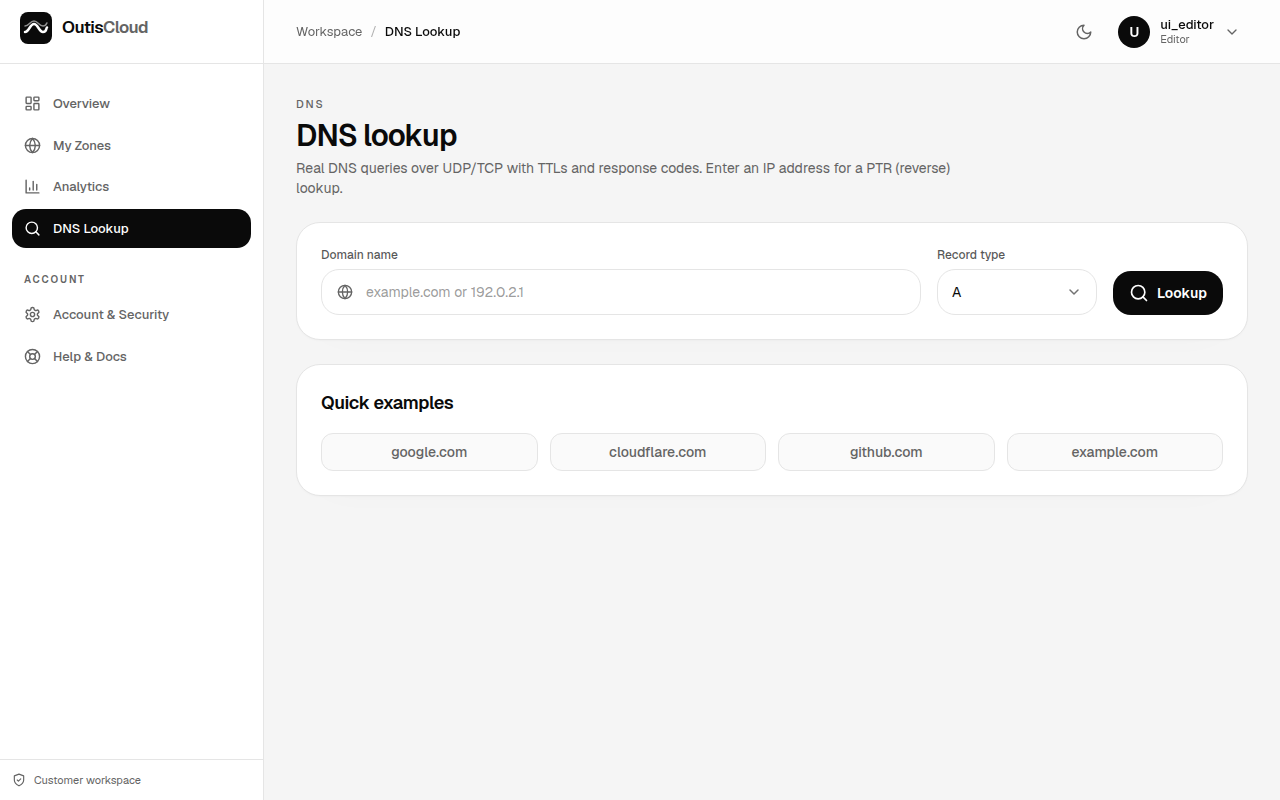 OutisCloud
Workspace / DNS Lookup
U
ui_editor
Editor
Overview
My Zones
Analytics
DNS Lookup
ACCOUNT
Account & Security
Help & Docs
Customer workspace
DNS
DNS lookup
Real DNS queries over UDP/TCP with TTLs and response codes. Enter an IP address for a PTR (reverse)
lookup.
Domain name
Record type
example.com or 192.0.2.1
A
Lookup
Quick examples
google.com
cloudflare.com
github.com
example.com